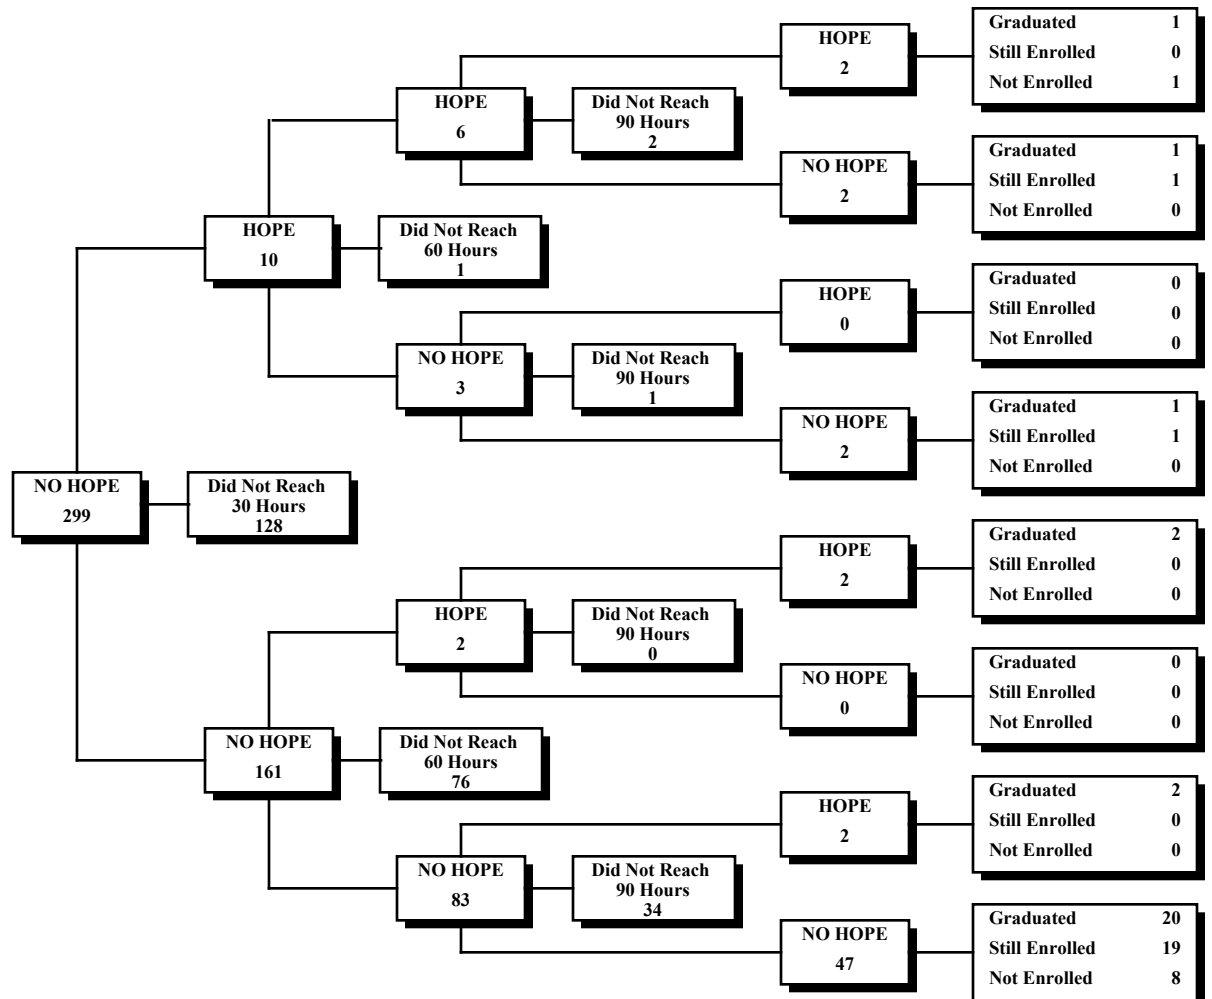 HOPE
2
Graduated 1
Still Enrolled 0
Not Enrolled 1
HOPE
6
Did Not Reach
90 Hours
2
NO HOPE
2
Graduated 1
Still Enrolled 1
Not Enrolled 0
HOPE
10
Did Not Reach
60 Hours
1
HOPE
0
Graduated 0
Still Enrolled 0
Not Enrolled 0
NO HOPE
3
Did Not Reach
90 Hours
1
NO HOPE
2
Graduated 1
Still Enrolled 1
Not Enrolled 0
NO HOPE
299
Did Not Reach
30 Hours
128
HOPE
2
Graduated 2
Still Enrolled 0
Not Enrolled 0
HOPE
2
Did Not Reach
90 Hours
0
NO HOPE
0
Graduated 0
Still Enrolled 0
Not Enrolled 0
NO HOPE
161
Did Not Reach
60 Hours
76
HOPE
2
Graduated 2
Still Enrolled 0
Not Enrolled 0
NO HOPE
83
Did Not Reach
90 Hours
34
NO HOPE
47
Graduated 20
Still Enrolled 19
Not Enrolled 8